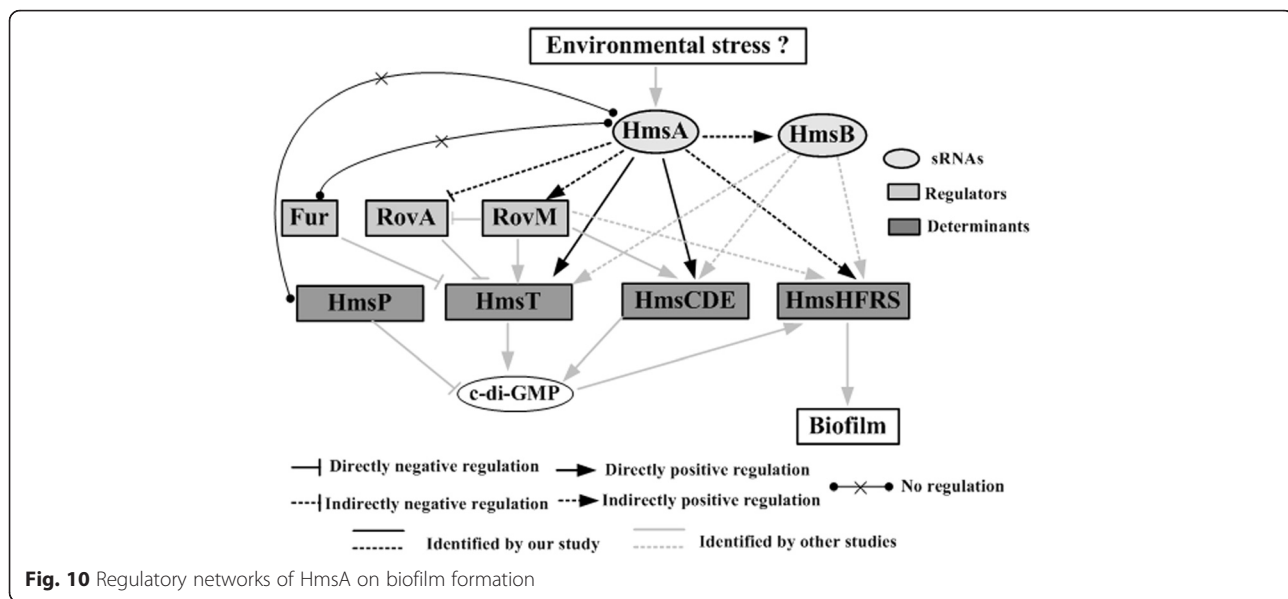 Environmental stress ?
HmsA
HmsB
sRNAs
Regulators
Determinants
Fur
RovA
RovM
HmsP
HmsT
HmsCDE
HmsHFRS
c-di-GMP
Biofilm
Directly negative regulation
Directly positive regulation
No regulation
Indirectly negative regulation
Indirectly positive regulation
Identified by our study
Identified by other studies
Fig. 10 Regulatory networks of HmsA on biofilm formation